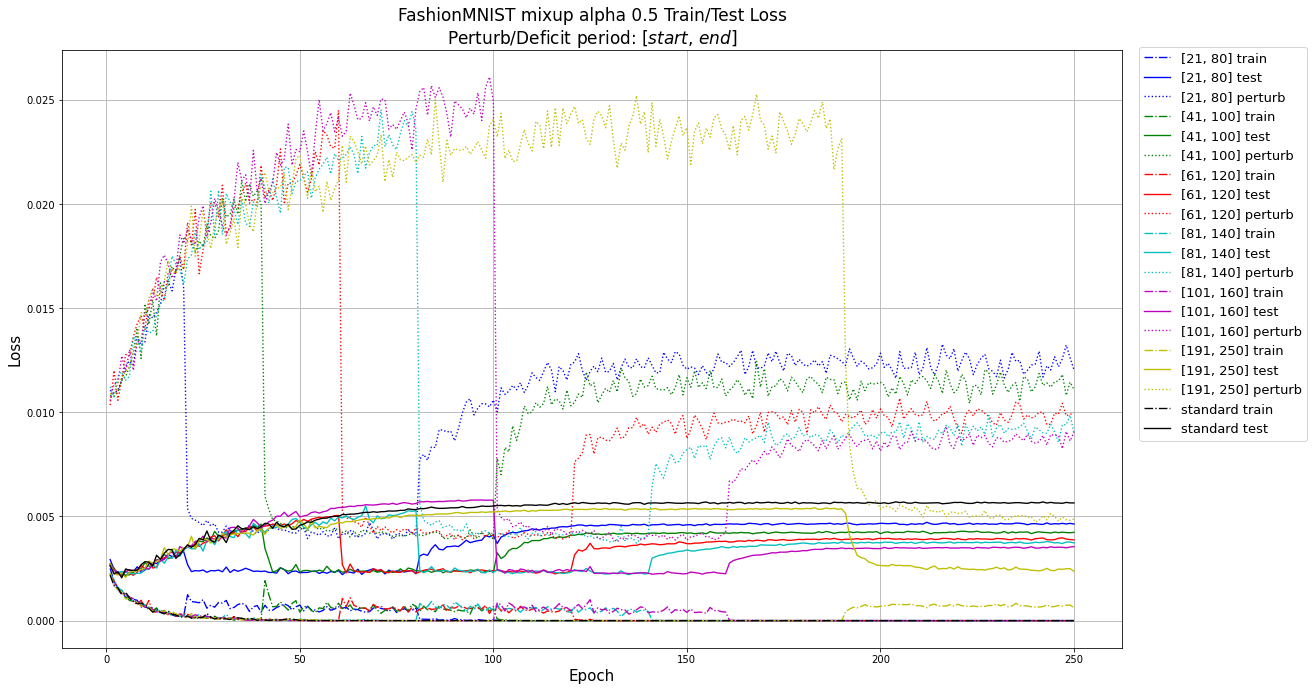 FashionMNIST mixup alpha 0.5 Train/Test Loss
Perturb/Deficit period: [start, end]
Loss
0.025
0.020
0.015
0.010
0.005
0.000
0
50
100
150
200
250
Epoch
[21, 80] train
[21, 80] test
[21, 80] perturb
[41, 100] train
[41, 100] test
[41, 100] perturb
[61, 120] train
[61, 120] test
[61, 120] perturb
[81, 140] train
[81, 140] test
[81, 140] perturb
[101, 160] train
[101, 160] test
[101, 160] perturb
[191, 250] train
[191, 250] test
[191, 250] perturb
standard train
standard test